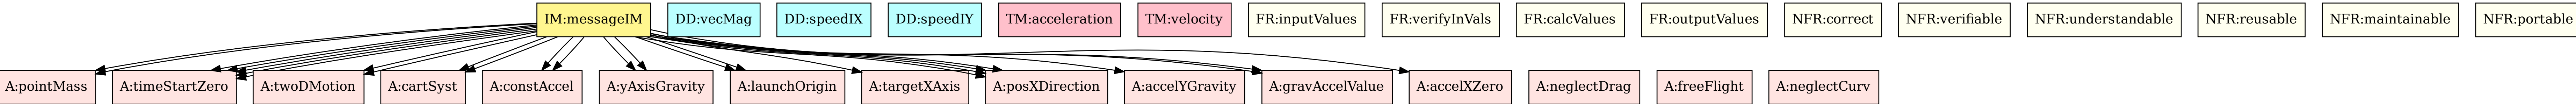 IM:messageIM
DD:vecMag
DD:speedIX
DD:speedIY
TM:acceleration
TM:velocity
FR:inputValues
FR:verifyInVals
FR:calcValues
FR:outputValues
NFR:correct
NFR:verifiable
NFR:understandable
NFR:reusable
NFR:maintainable
NFR:portable
A:pointMass
A:timeStartZero
A:twoDMotion
A:cartSyst
A:constAccel
A:yAxisGravity
A:launchOrigin
A:targetXAxis
A:posXDirection
A:accelYGravity
A:gravAccelValue
A:accelXZero
A:neglectDrag
A:freeFlight
A:neglectCurv